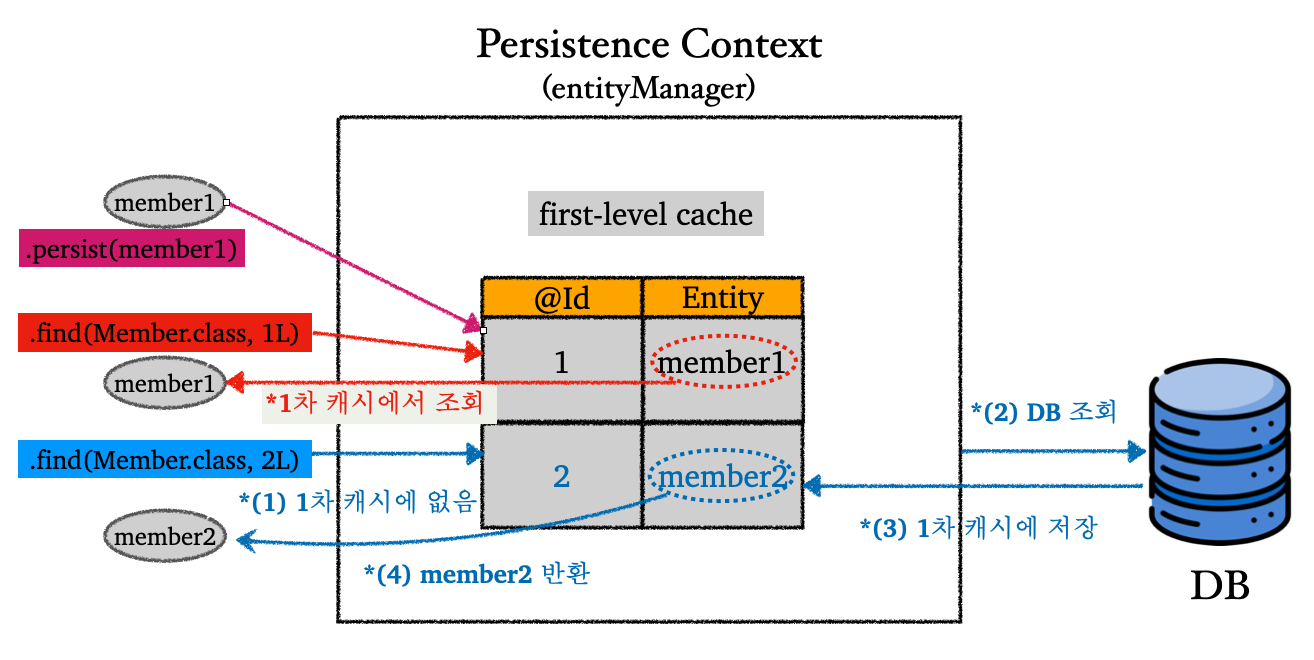 Persistence Context
(entityManager)
member1
.persist(member1)
first-level cache
@Id
Entity
.find(Member.class, 1L)
1
member1
member1
*1차 캐시에서 조회
*(2) DB 조회
.find(Member.class, 2L)
2
member2
*(1) 1차 캐시에 없음
*(3) 1차 캐시에 저장
member2
*(4) member2 반환
DB